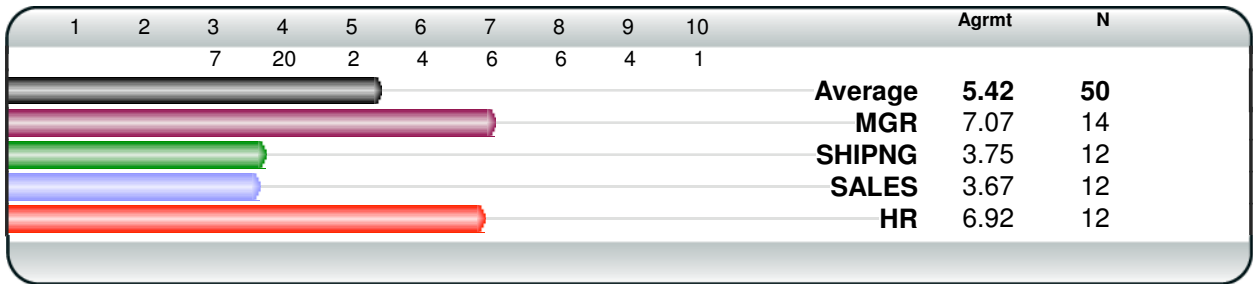 1 2 3 4 5 6 7 8 9 10 Agrmt N
7 20 2 4 6 6 4 1
Average 5.42 50
MGR 7.07 14
SHIPNG 3.75 12
SALES 3.67 12
HR 6.92 12